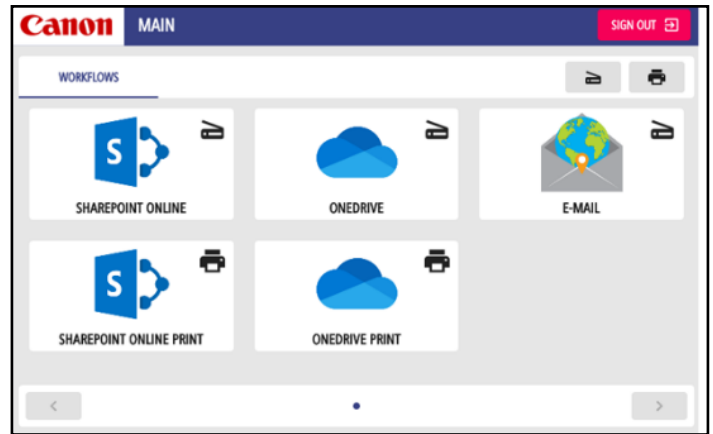 Canon MAIN SIGN OUT
WORKFLOWS
S
SHAREPOINT ONLINE
ONEDRIVE
E-MAIL
S
SHAREPOINT ONLINE PRINT
ONEDRIVE PRINT